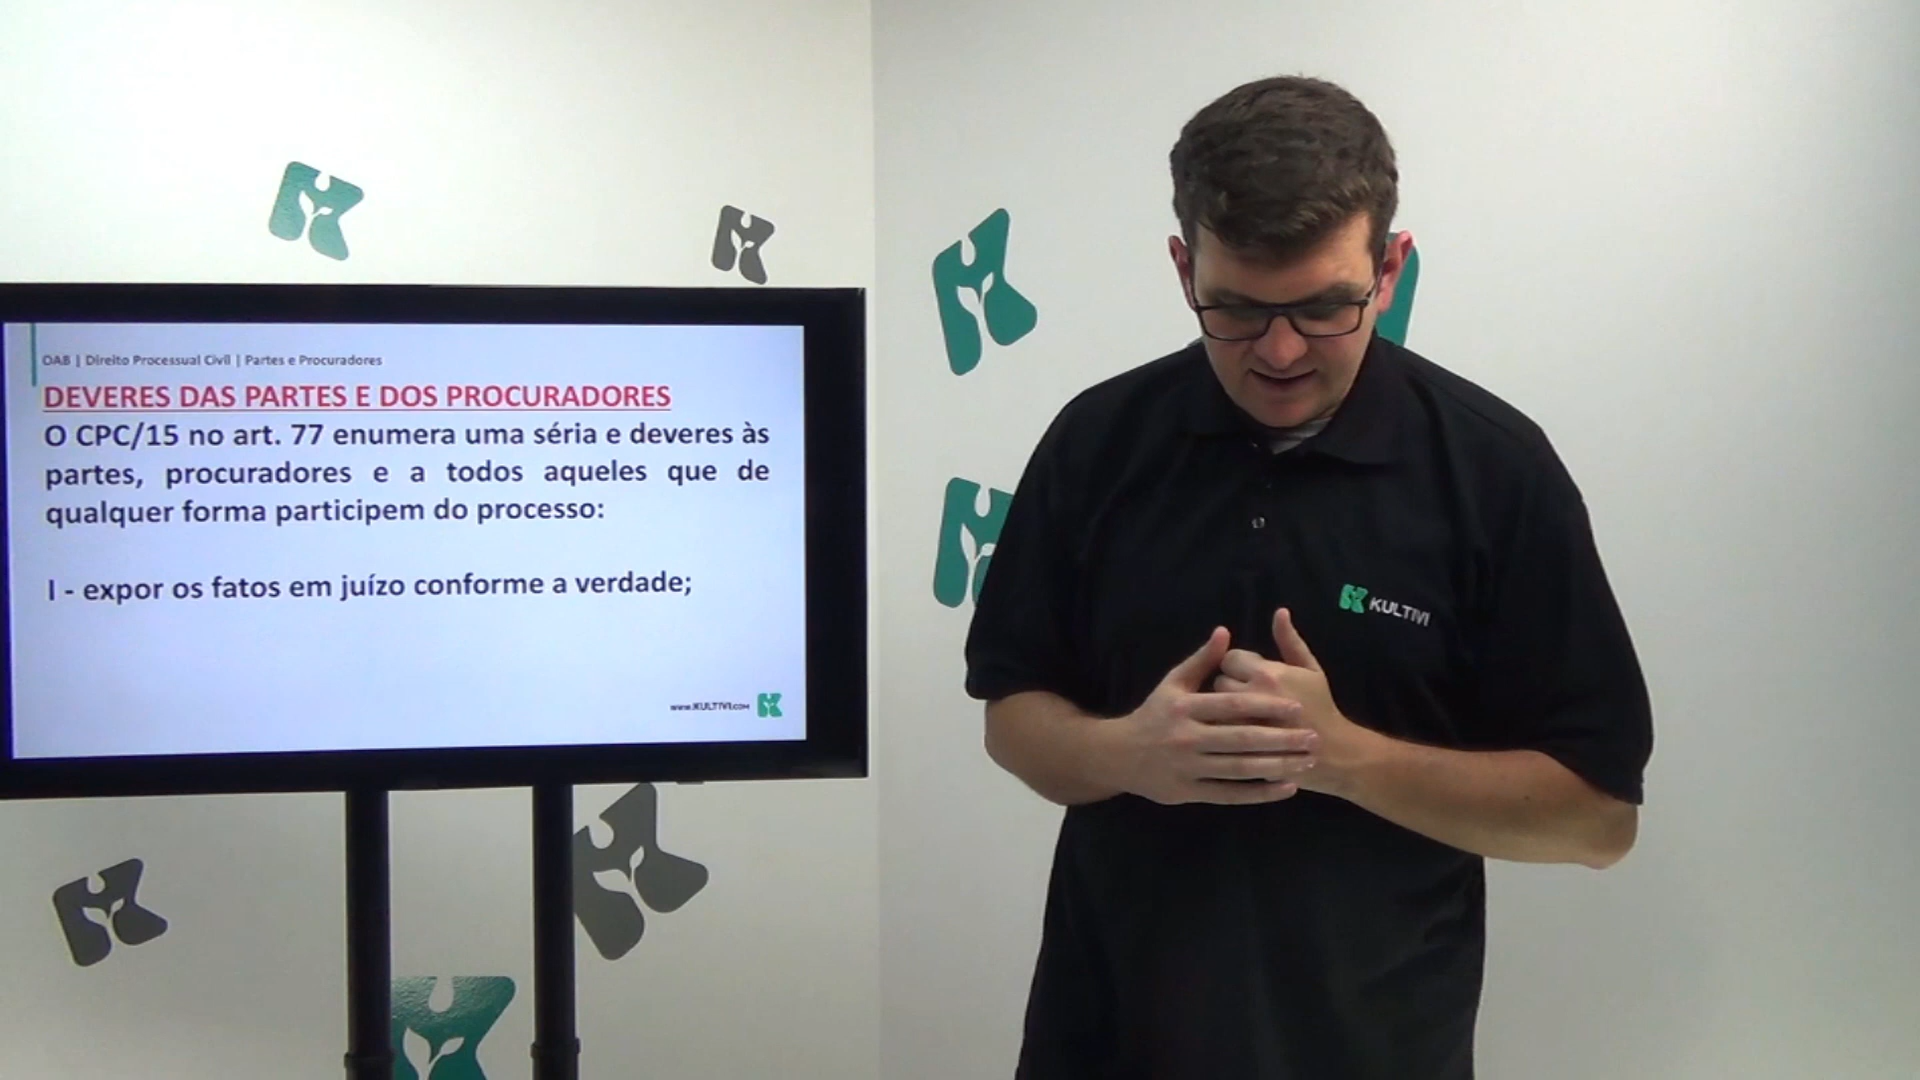 OAB | Direito Processual Civil | Partes e Procuradores
DEVERES DAS PARTES E DOS PROCURADORES
O CPC/15 no art. 77 enumera uma séria e deveres às
partes, procuradores e a todos aqueles que de
qualquer forma participem do processo:
I - expor os fatos em juízo conforme a verdade;
www.KULTIVI.com
KULTIVI